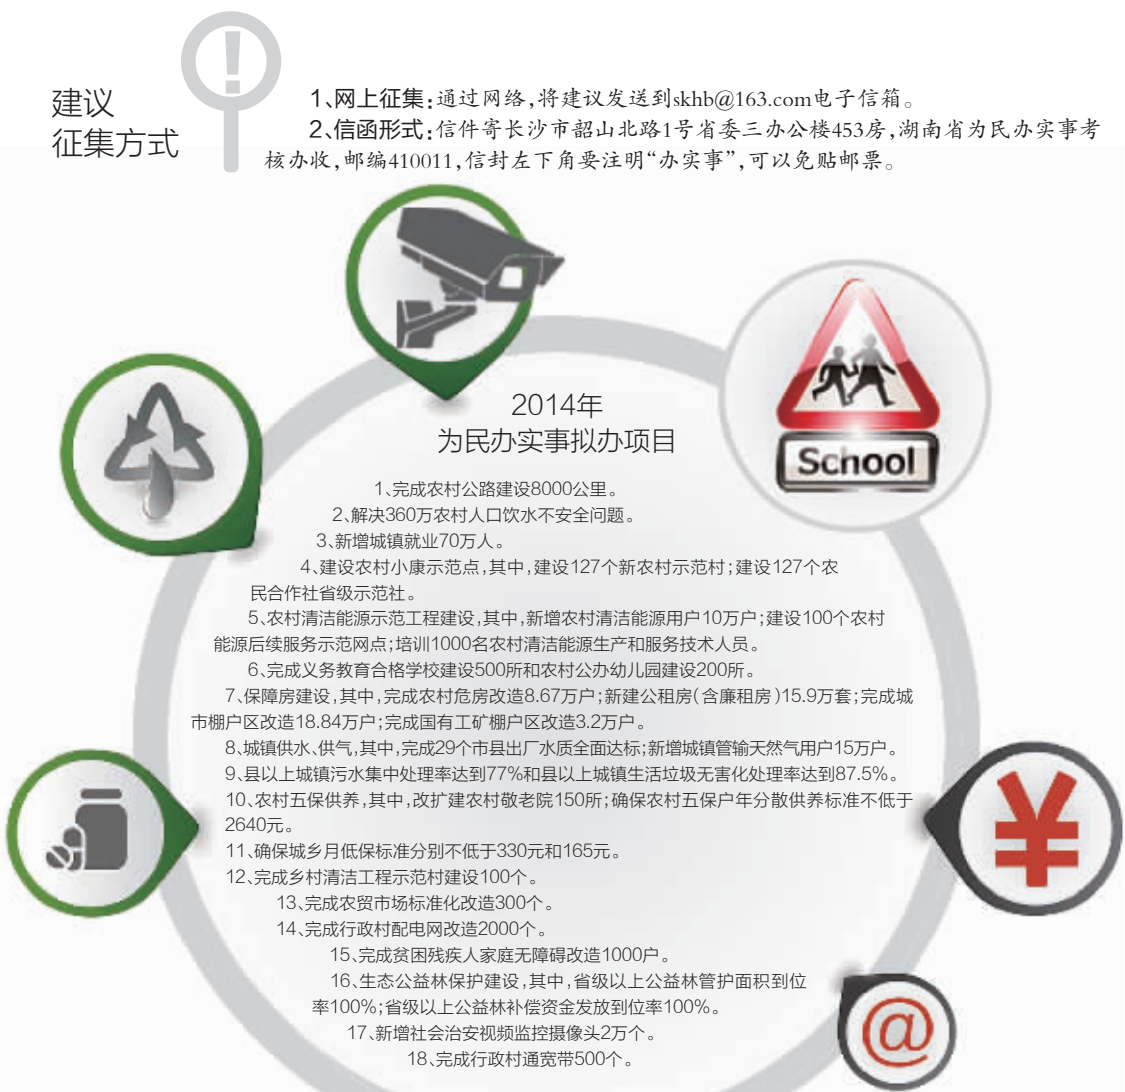 建议
征集方式
1、网上征集:通过网络,将建议发送到skhb@163.com电子信箱。
2、信函形式:信件寄长沙市韶山北路1号省委三办公楼453房,湖南省为民办实事考
核办收,邮编410011,信封左下角要注明“办实事”,可以免贴邮票。
School
2014年
为民办实事拟办项目
1、完成农村公路建设8000公里。
2、解决360万农村人口饮水不安全问题。
3、新增城镇就业70万人。
4、建设农村小康示范点,其中,建设127个新农村示范村;建设127个农
民合作社省级示范社。
5、农村清洁能源示范工程建设,其中,新增农村清洁能源用户10万户;建设100个农村
能源后续服务示范网点;培训1000名农村清洁能源生产和服务技术人员。
6、完成义务教育合格学校建设500所和农村公办幼儿园建设200所。
7、保障房建设,其中,完成农村危房改造8.67万户;新建公租房(含廉租房)15.9万套;完成城
市棚户区改造18.84万户;完成国有工矿棚户区改造3.2万户。
8、城镇供水、供气,其中,完成29个市县出厂水质全面达标;新增城镇管输天然气用户15万户。
9、县以上城镇污水集中处理率达到77%和县以上城镇生活垃圾无害化处理率达到87.5%。
10、农村五保供养,其中,改扩建农村敬老院150所;确保农村五保户年分散供养标准不低于
2640元。
11、确保城乡月低保标准分别不低于330元和165元。
12、完成乡村清洁工程示范村建设100个。
13、完成农贸市场标准化改造300个。
14、完成行政村配电网改造2000个。
15、完成贫困残疾人家庭无障碍改造1000户。
16、生态公益林保护建设,其中,省级以上公益林管护面积到位
率100%;省级以上公益林补偿资金发放到位率100%。
17、新增社会治安视频监控摄像头2万个。
18、完成行政村通宽带500个。
¥
@